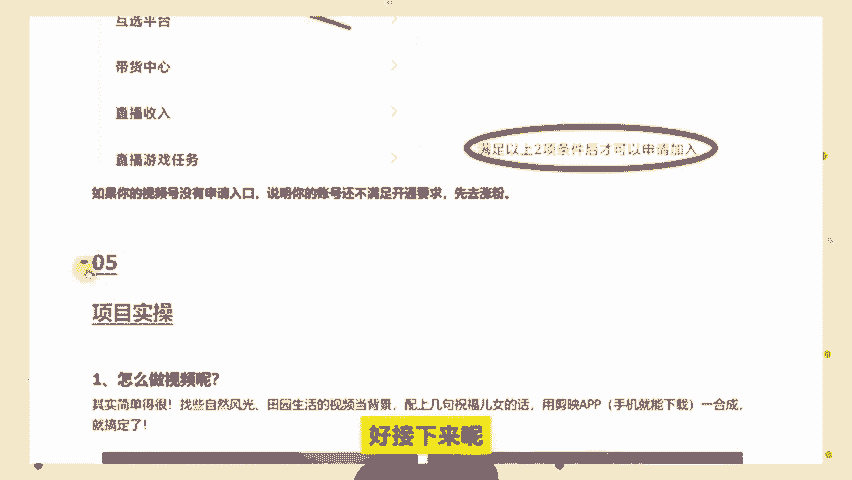 互选平台
带货中心
直播收入
直播游戏任务
满足以上2项条件后才可以申请加入
如果你的视频号没有申请入口，说明你的账号还不满足开通要求，先去涨粉。
05
项目实操
1、怎么做视频呢？
其实简单得很！找些自然风光、田园生活的视频当背景，配上几句祝福儿女的话，用剪映APP（手机就能下载）一合成，
就搞定了！
好接下来呢